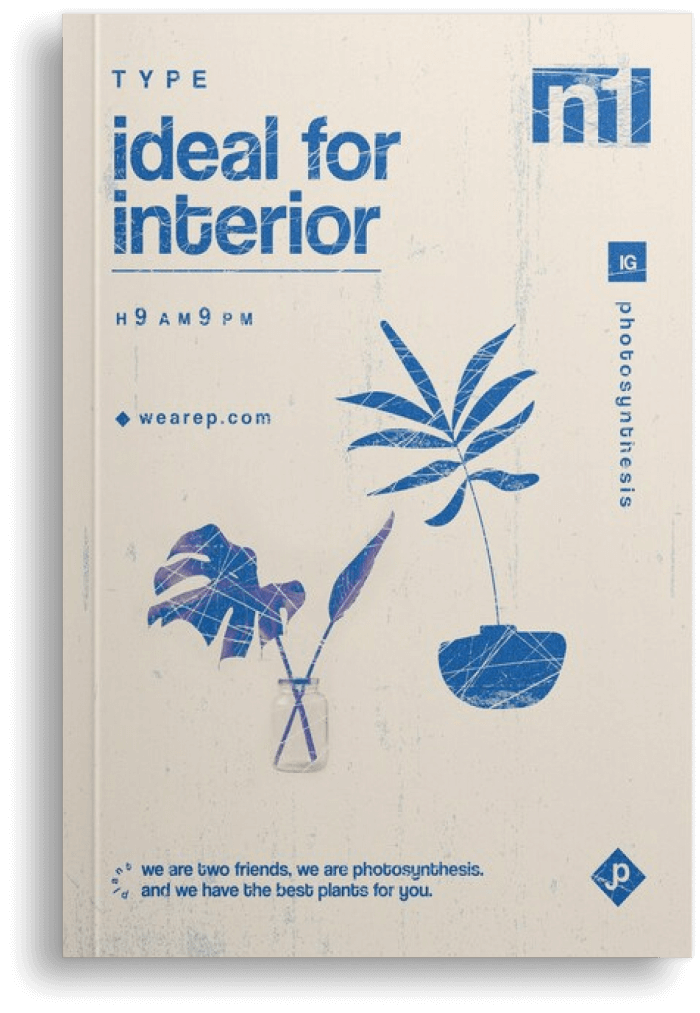 TYPE
n1
ideal for
interior
IG
H9 AM9 PM
photosynthesis
wearep.com
plant
we are two friends, we are photosynthesis.
and we have the best plants for you.
jp